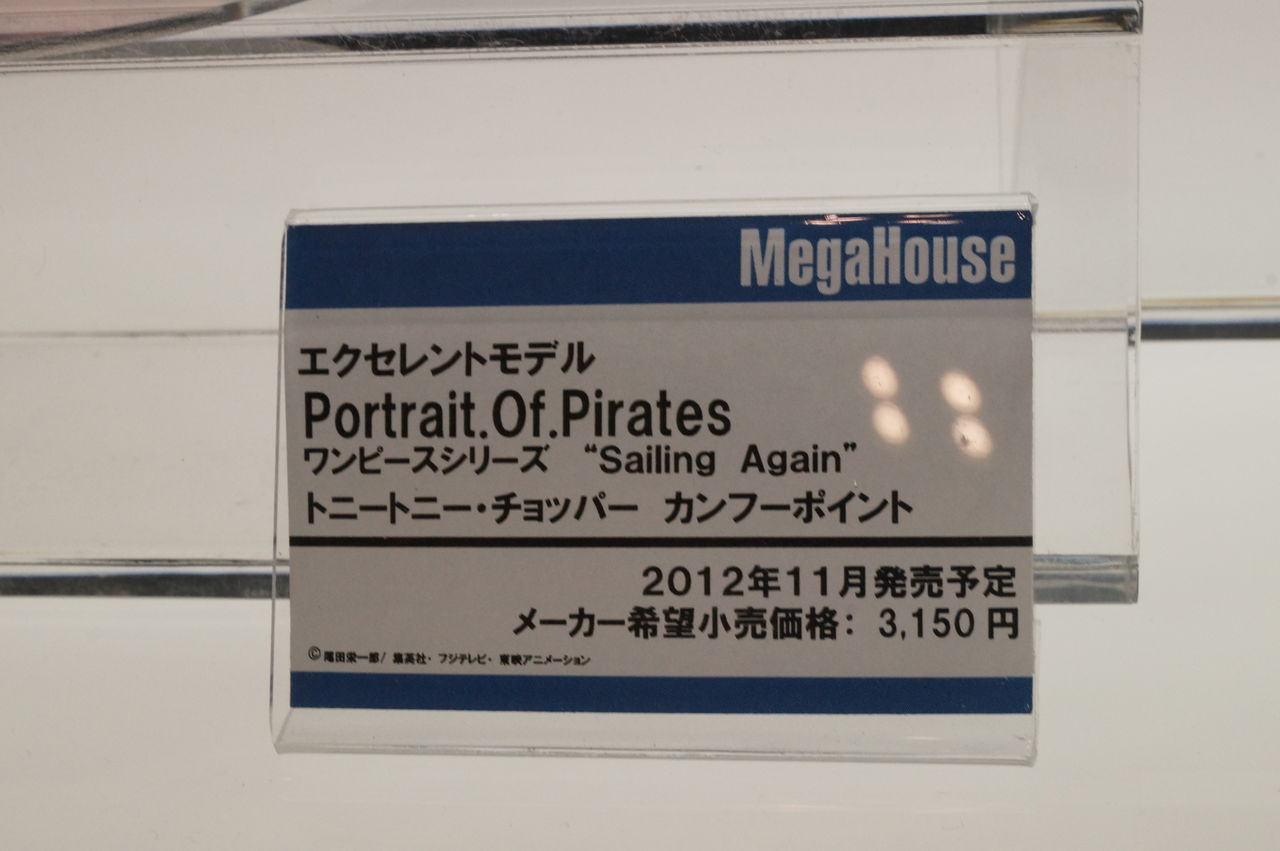 MegaHouse
エクセレントモデル
Portrait.Of.Pirates
ワンピースシリーズ “Sailing Again”
トニートニー・チョッパー カンフーポイント
2012年11月発売予定
メーカー希望小売価格: 3,150 円
©尾田栄一郎/ 集英社・ フジテレビ・ 東映アニメーション